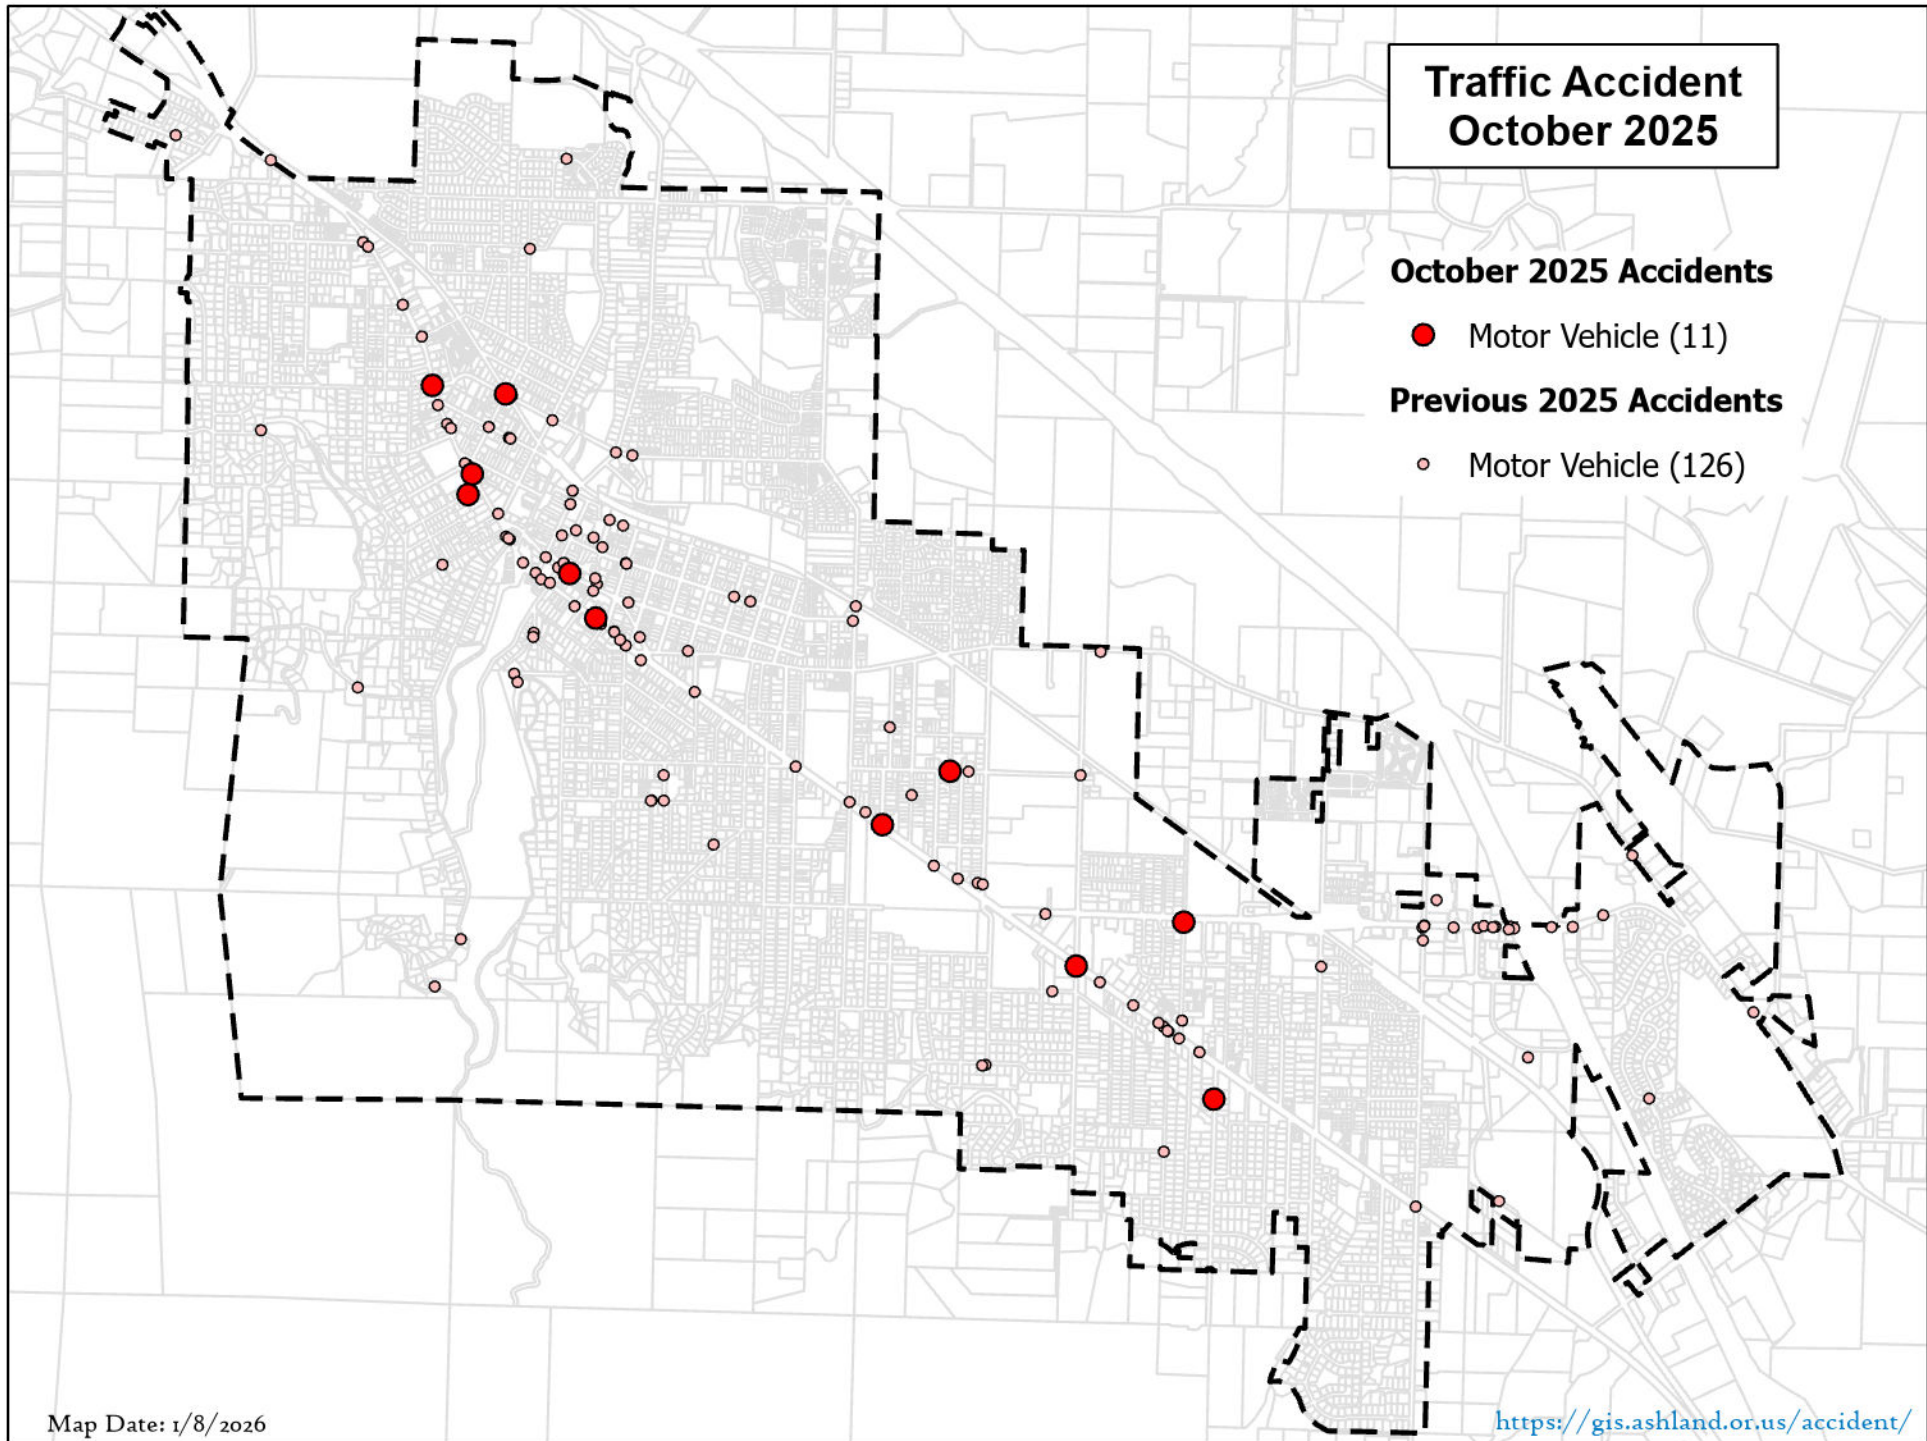 Traffic Accident
October 2025
October 2025 Accidents
Motor Vehicle (11)
Previous 2025 Accidents
Motor Vehicle (126)
Map Date: 1/8/2026
https://gis.ashland.or.us/accident/